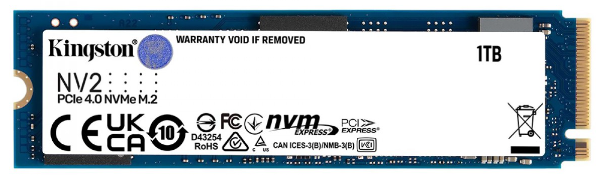 Kingston
WARRANTY VOID IF REMOVED
1TB
NV2
PCIe 4.0 NVMe M.2
CE UK CA 10 D43254 RoHS FC nvm EXPRESS PCI EXPRESS
CAN ICES-3(B)/NMB-3(B) VCI